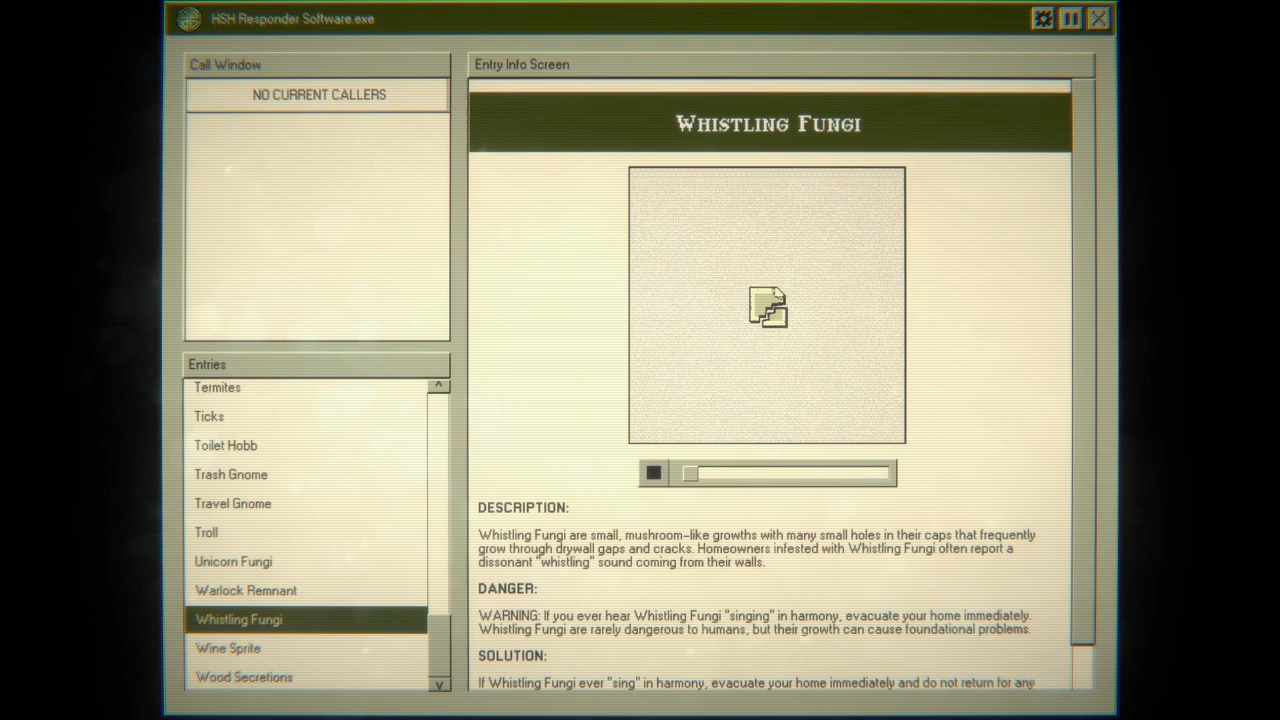 HSH Responder Software.exe
Call Window
NO CURRENT CALLERS
Entries
Termites
Ticks
Toilet Hobb
Trash Gnome
Travel Gnome
Troll
Unicorn Fungi
Warlock Remnant
Whistling Fungi
Wine Sprite
Wood Secretions
Entry Info Screen
Whistling Fungi
DESCRIPTION:
Whistling Fungi are small, mushroom-like growths with many small holes in their caps that frequently
grow through drywall gaps and cracks. Homeowners infested with Whistling Fungi often report a
dissonant "whistling" sound coming from their walls.
DANGER:
WARNING: If you ever hear Whistling Fungi "singing" in harmony, evacuate your home immediately.
Whistling Fungi are rarely dangerous to humans, but their growth can cause foundational problems.
SOLUTION:
If Whistling Fungi ever "sing" in harmony, evacuate your home immediately and do not return for any